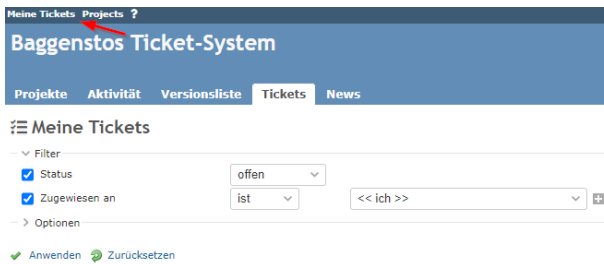 Meine Tickets Projects ?
Baggenstos Ticket-System
Projekte Aktivität Versionsliste Tickets News
Meine Tickets
Filter
Status offen
Zugewiesen an ist << ich >>
Optionen
Anwenden Zurücksetzen